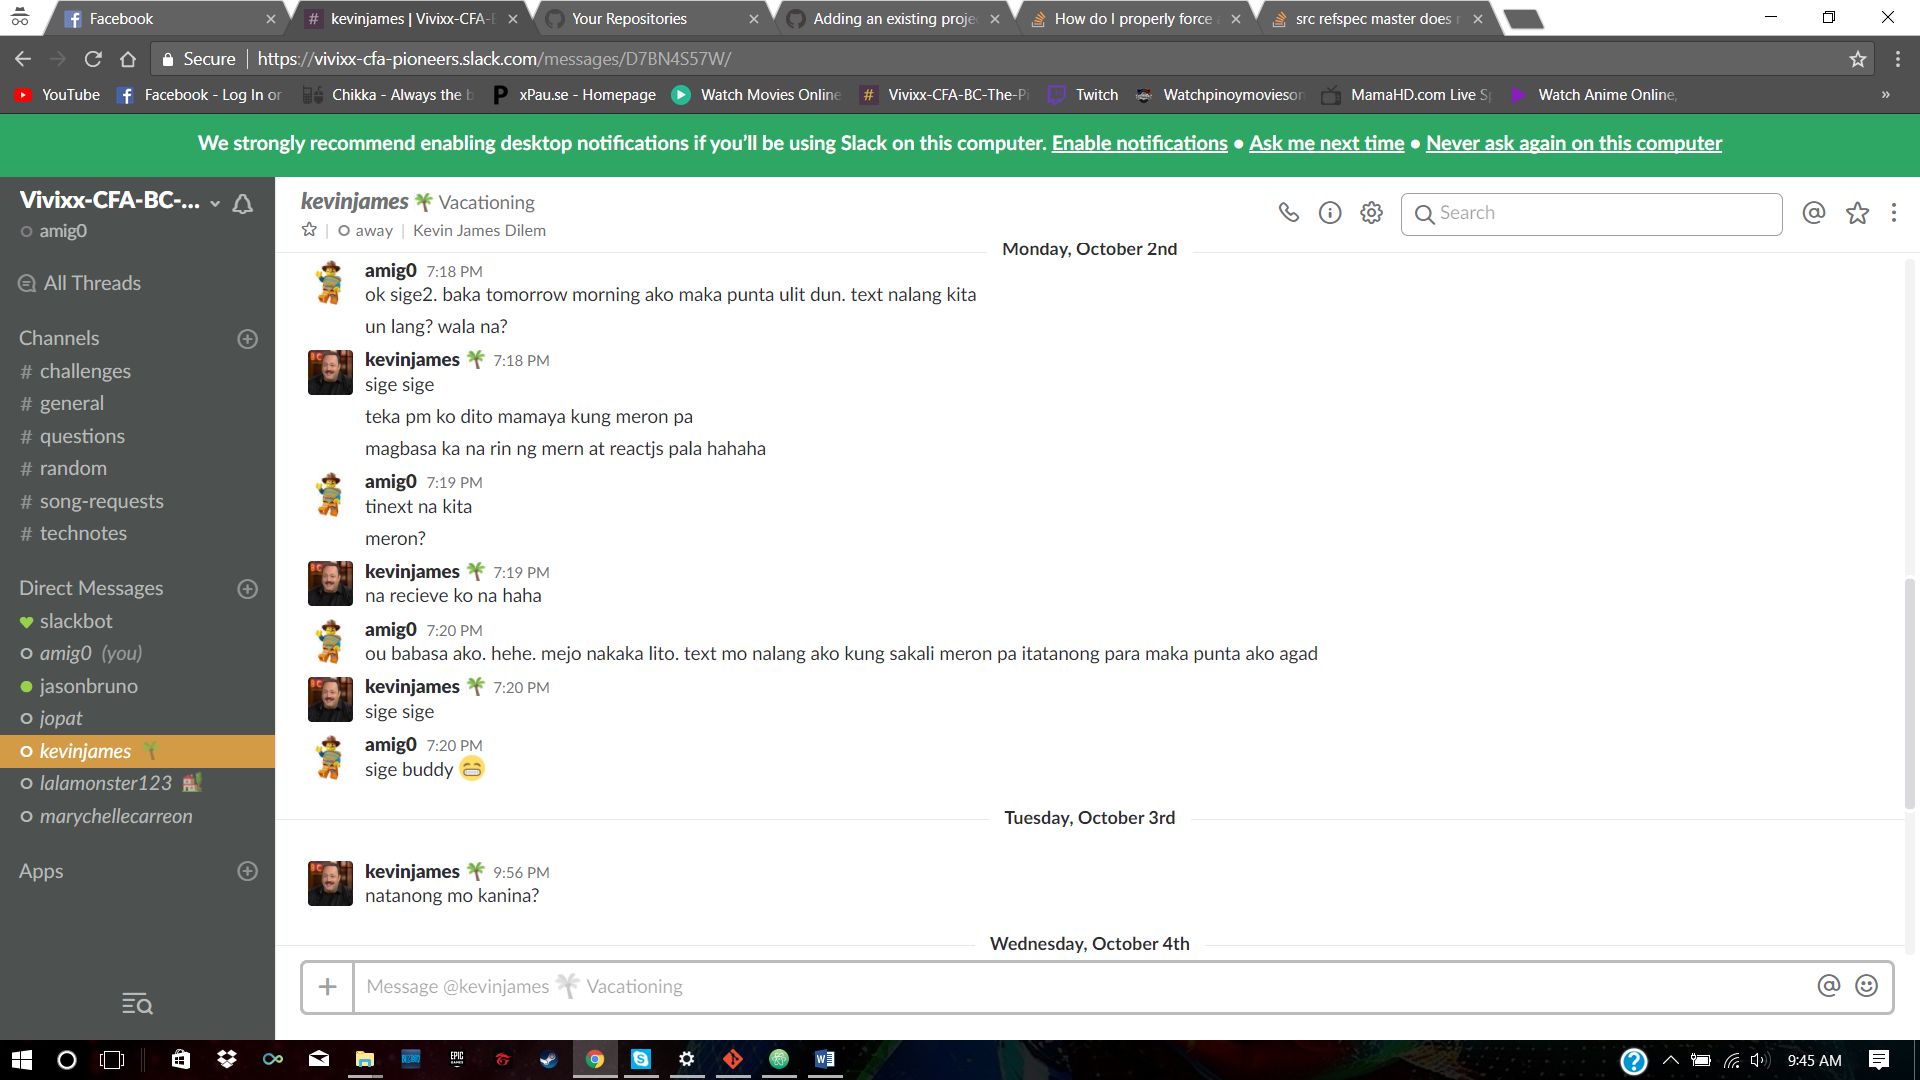 Facebook
kevinjames | Vivixx-CFA-B
Your Repositories
Adding an existing proje
How do I properly force a
src refspec master does n
Secure
https://vivixx-cfa-pioneers.slack.com/messages/D7BN4S57W/
YouTube
Facebook - Log In or
Chikka - Always the b
xPau.se - Homepage
Watch Movies Online
Vivixx-CFA-BC-The-Pi
Twitch
Watchpinoymovieson
MamaHD.com Live Sp
Watch Anime Online,
»
We strongly recommend enabling desktop notifications if you'll be using Slack on this computer. Enable notifications ● Ask me next time ● Never ask again on this computer
Vivixx-CFA-BC-...
amig0
All Threads
Channels
# challenges
# general
# questions
# random
# song-requests
# technotes
Direct Messages
slackbot
amig0 (you)
jasonbruno
jopat
kevinjames
lalamonster123
marychellecarreon
Apps
kevinjames 🌴 Vacationing
away | Kevin James Dilem
Search
Monday, October 2nd
amig0 7:18 PM
ok sige2. baka tomorrow morning ako maka punta ulit dun. text nalang kita
un lang? wala na?
kevinjames 🌴 7:18 PM
sige sige
teka pm ko dito mamaya kung meron pa
magbasa ka na rin ng mern at reactjs pala hahaha
amig0 7:19 PM
tinext na kita
meron?
kevinjames 🌴 7:19 PM
na recieve ko na haha
amig0 7:20 PM
ou babasa ako. hehe. mejo nakaka lito. text mo nalang ako kung sakali meron pa itatanong para maka punta ako agad
kevinjames 🌴 7:20 PM
sige sige
amig0 7:20 PM
sige buddy 😁
Tuesday, October 3rd
kevinjames 🌴 9:56 PM
natanong mo kanina?
Wednesday, October 4th
Message @kevinjames 🌴 Vacationing
EPIC
9:45 AM